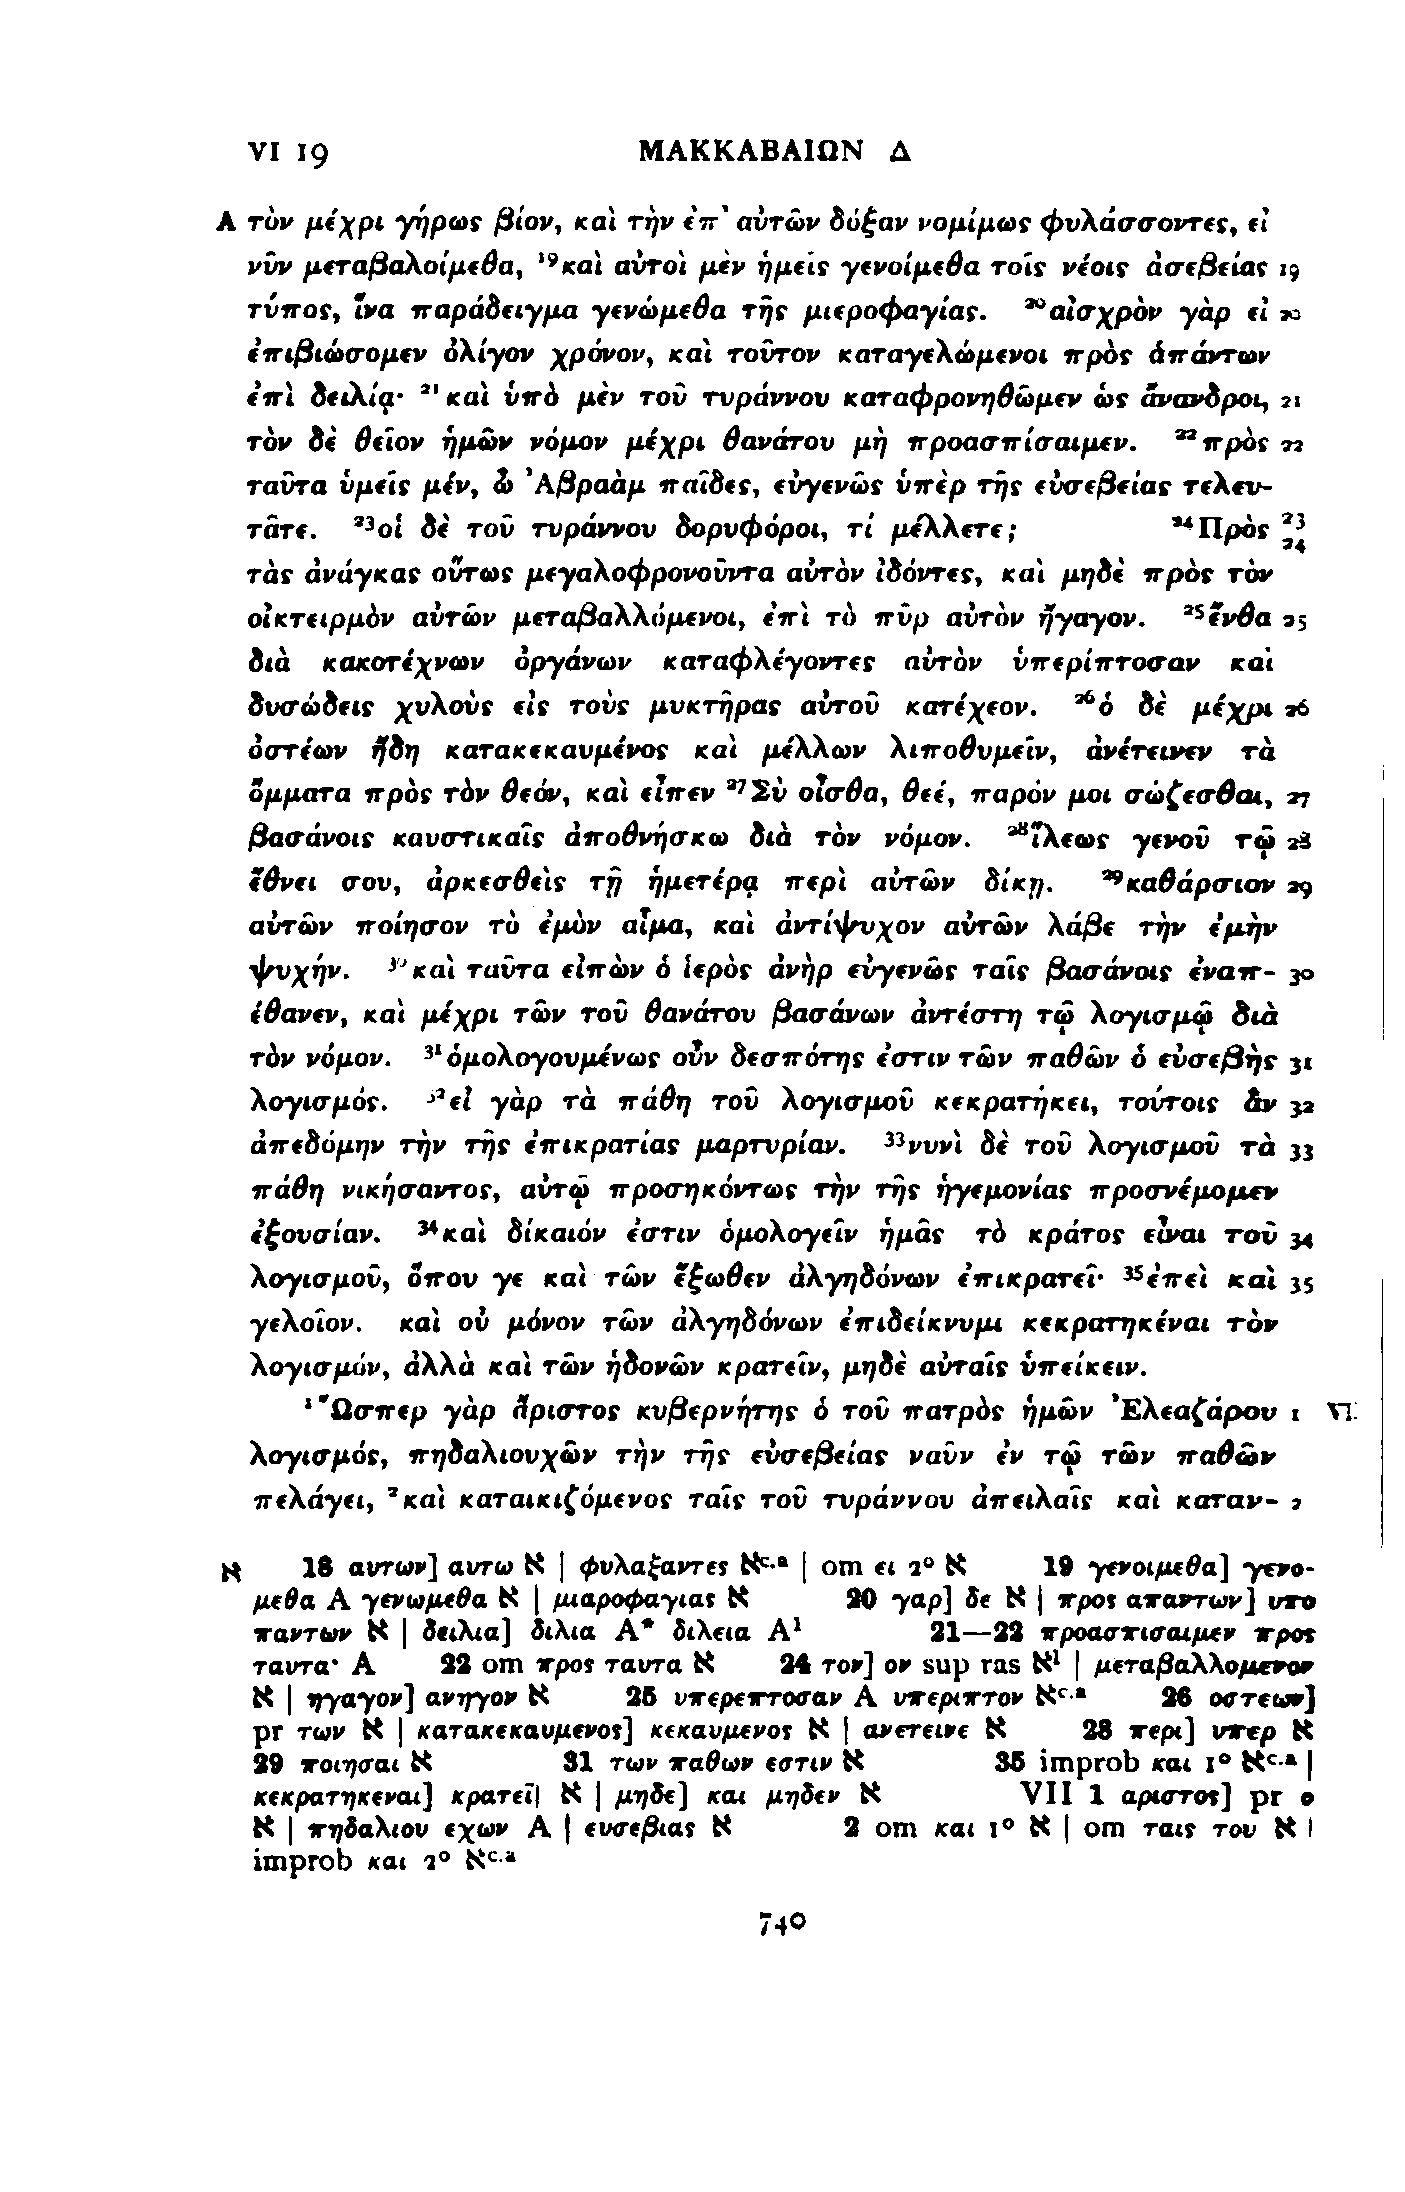 VI 19 ΜΑΚΚΑΒΑΙΩΝ Δ
A τὸν μέχρι γήρως βίον, καὶ τὴν ἐπ᾽ αὐτῶν δόξαν νομίμως φυλάσσοντες, εἰ
νῦν μεταβαλοίμεθα, ¹⁹καὶ αὐτοὶ μὲν ἡμεῖς γενοίμεθα τοῖς νέοις ἀσεβείας 19
τύπος, ἵνα παράδειγμα γενώμεθα τῆς μιεροφαγίας. ²⁰αἰσχρὸν γὰρ εἰ 20
ἐπιβιώσομεν ὀλίγον χρόνον, καὶ τοῦτον καταγελώμενοι πρὸς ἁπάντων
ἐπὶ δειλίᾳ· ²¹καὶ ὑπὸ μὲν τοῦ τυράννου καταφρονηθῶμεν ὡς ἄνανδροι, 21
τὸν δὲ θεῖον ἡμῶν νόμον μέχρι θανάτου μὴ προασπίσαιμεν. ²²πρὸς 22
ταῦτα ὑμεῖς μέν, ὦ Ἀβραὰμ παῖδες, εὐγενῶς ὑπὲρ τῆς εὐσεβείας τελευ-
τᾶτε. ²³οἱ δὲ τοῦ τυράννου δορυφόροι, τί μέλλετε; ²⁴Πρὸς 23 24
τὰς ἀνάγκας οὕτως μεγαλοφρονοῦντα αὐτὸν ἰδόντες, καὶ μηδὲ πρὸς τὸν
οἰκτειρμὸν αὐτῶν μεταβαλλόμενοι, ἐπὶ τὸ πῦρ αὐτὸν ἤγαγον. ²⁵ἔνθα 25
διὰ κακοτέχνων ὀργάνων καταφλέγοντες αὐτὸν ὑπερίπτοσαν καὶ
δυσώδεις χυλοὺς εἰς τοὺς μυκτῆρας αὐτοῦ κατέχεον. ²⁶ὁ δὲ μέχρι 26
ὀστέων ἤδη κατακεκαυμένος καὶ μέλλων λιποθυμεῖν, ἀνέτεινεν τὰ
ὄμματα πρὸς τὸν θεόν, καὶ εἶπεν ²⁷Σὺ οἶσθα, θεέ, παρόν μοι σώζεσθαι, 27
βασάνοις καυστικαῖς ἀποθνήσκω διὰ τὸν νόμον. ²⁸ἵλεως γενοῦ τῷ 28
ἔθνει σου, ἀρκεσθεὶς τῇ ἡμετέρᾳ περὶ αὐτῶν δίκῃ. ²⁹καθάρσιον 29
αὐτῶν ποίησον τὸ ἐμὸν αἷμα, καὶ ἀντίψυχον αὐτῶν λάβε τὴν ἐμὴν
ψυχήν. ³⁰καὶ ταῦτα εἰπὼν ὁ ἱερὸς ἀνὴρ εὐγενῶς ταῖς βασάνοις ἐναπ- 30
έθανεν, καὶ μέχρι τῶν τοῦ θανάτου βασάνων ἀντέστη τῷ λογισμῷ διὰ
τὸν νόμον. ³¹ὁμολογουμένως οὖν δεσπότης ἐστιν τῶν παθῶν ὁ εὐσεβὴς 31
λογισμός. ³²εἰ γὰρ τὰ πάθη τοῦ λογισμοῦ κεκρατήκει, τούτοις ἂν 32
ἀπεδόμην τὴν τῆς ἐπικρατίας μαρτυρίαν. ³³νυνὶ δὲ τοῦ λογισμοῦ τὰ 33
πάθη νικήσαντος, αὐτῷ προσηκόντως τὴν τῆς ἡγεμονίας προσνέμομεν
ἐξουσίαν. ³⁴καὶ δίκαιόν ἐστιν ὁμολογεῖν ἡμᾶς τὸ κράτος εἶναι τοῦ 34
λογισμοῦ, ὅπου γε καὶ τῶν ἔξωθεν ἀλγηδόνων ἐπικρατεῖ· ³⁵ἐπεὶ καὶ 35
γελοῖον. καὶ οὐ μόνον τῶν ἀλγηδόνων ἐπιδείκνυμι κεκρατηκέναι τὸν
λογισμόν, ἀλλὰ καὶ τῶν ἡδονῶν κρατεῖν, μηδὲ αὐταῖς ὑπείκειν.
¹Ὥσπερ γὰρ ἄριστος κυβερνήτης ὁ τοῦ πατρὸς ἡμῶν Ἐλεαζάρου 1
λογισμός, πηδαλιουχῶν τὴν τῆς εὐσεβείας ναῦν ἐν τῷ τῶν παθῶν
πελάγει, ²καὶ καταικιζόμενος ταῖς τοῦ τυράννου ἀπειλαῖς καὶ καταν- 2
א 18 αυτων] αυτω א | φυλαξαντες אᶜ·ᵃ | om ει 2° א 19 γενοιμεθα] γενο-
μεθα A γενωμεθα א | μιαροφαγιας א 20 γαρ] δε א | προς απαντων] υπο
παντων א | δειλια] διλια A* διλεια A¹ 21—22 προασπισαιμεν προς
ταυτα· A 22 om προς ταυτα א 24 τον] ον sup ras א¹ | μεταβαλλομενον
א | ηγαγον] ανηγον א 25 υπερεπτοσαν A υπεριπτον אᶜ·ᵃ 26 οστεων]
pr των א | κατακεκαυμενος] κεκαυμενος א | ανετεινε א 28 περι] υπερ א
29 ποιησαι א 31 των παθων εστιν א 35 improb και 1° אᶜ·ᵃ |
κεκρατηκεναι] κρατεῖ| א | μηδε] και μηδεν א VII 1 αριστος] pr ο
א | πηδαλιου εχων A | ευσεβιας א 2 om και 1° א | om ταις του א |
improb και 2° אᶜ·ᵃ
740